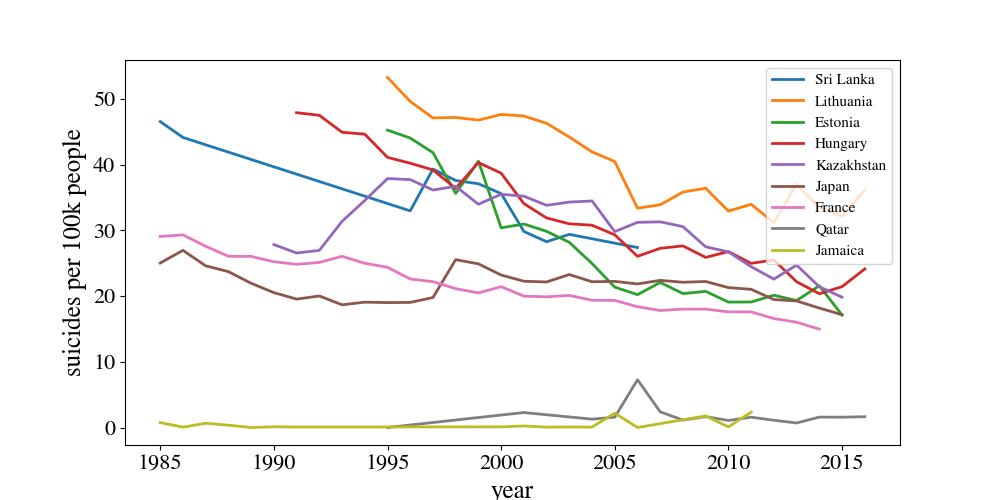 suicides per 100k people
50
40
30
20
10
0
1985 1990 1995 2000 2005 2010 2015
year
Sri Lanka
Lithuania
Estonia
Hungary
Kazakhstan
Japan
France
Qatar
Jamaica